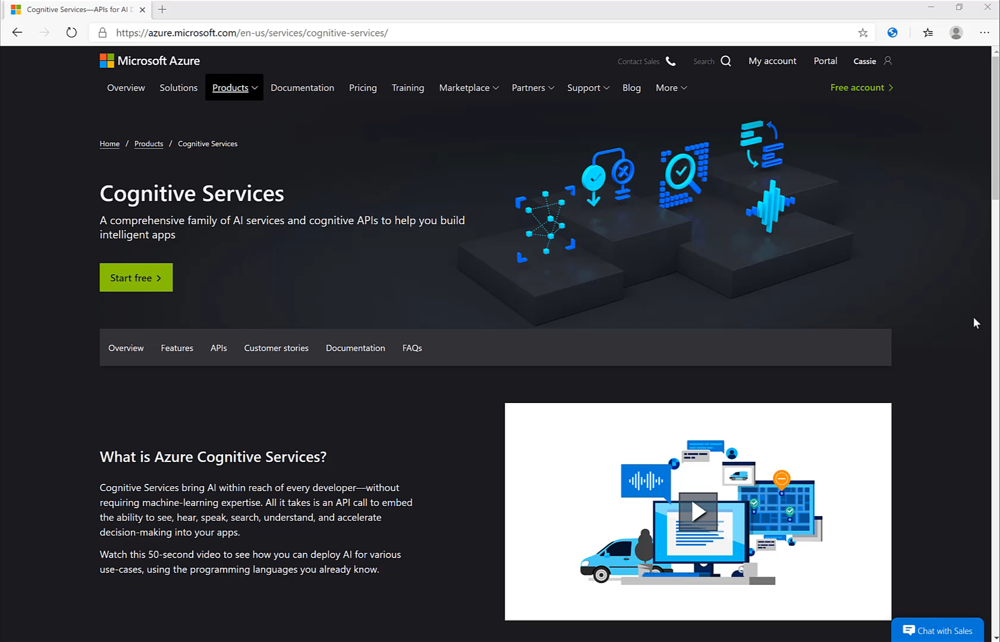 Cognitive Services—APIs for AI D
https://azure.microsoft.com/en-us/services/cognitive-services/
Microsoft Azure
Contact Sales
Search
My account
Portal
Cassie
Overview
Solutions
Products
Documentation
Pricing
Training
Marketplace
Partners
Support
Blog
More
Free account
Home / Products / Cognitive Services
Cognitive Services
A comprehensive family of AI services and cognitive APIs to help you build
intelligent apps
Start free
Overview
Features
APIs
Customer stories
Documentation
FAQs
What is Azure Cognitive Services?
Cognitive Services bring AI within reach of every developer—without
requiring machine-learning expertise. All it takes is an API call to embed
the ability to see, hear, speak, search, understand, and accelerate
decision-making into your apps.
Watch this 50-second video to see how you can deploy AI for various
use-cases, using the programming languages you already know.
Chat with Sales